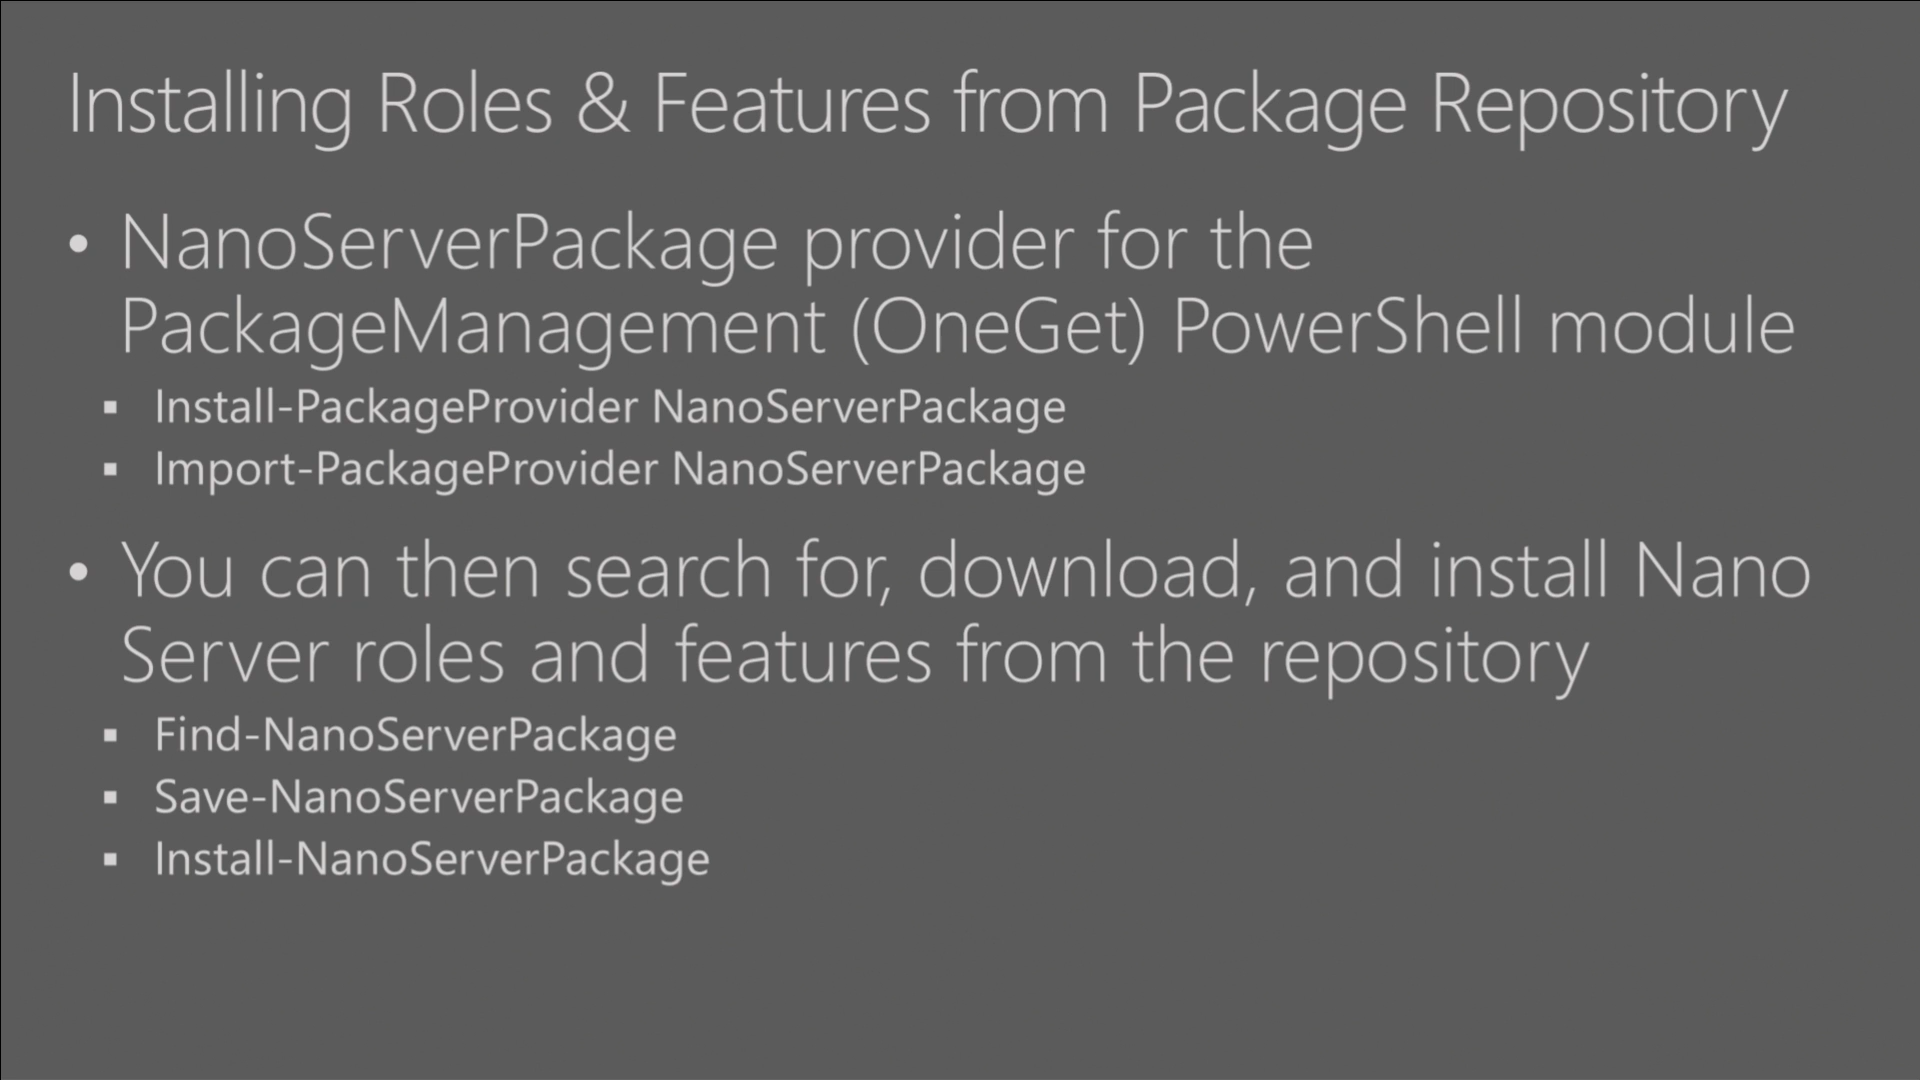 Installing Roles & Features from Package Repository
• NanoServerPackage provider for the
PackageManagement (OneGet) PowerShell module
▪ Install-PackageProvider NanoServerPackage
▪ Import-PackageProvider NanoServerPackage
• You can then search for, download, and install Nano
Server roles and features from the repository
▪ Find-NanoServerPackage
▪ Save-NanoServerPackage
▪ Install-NanoServerPackage